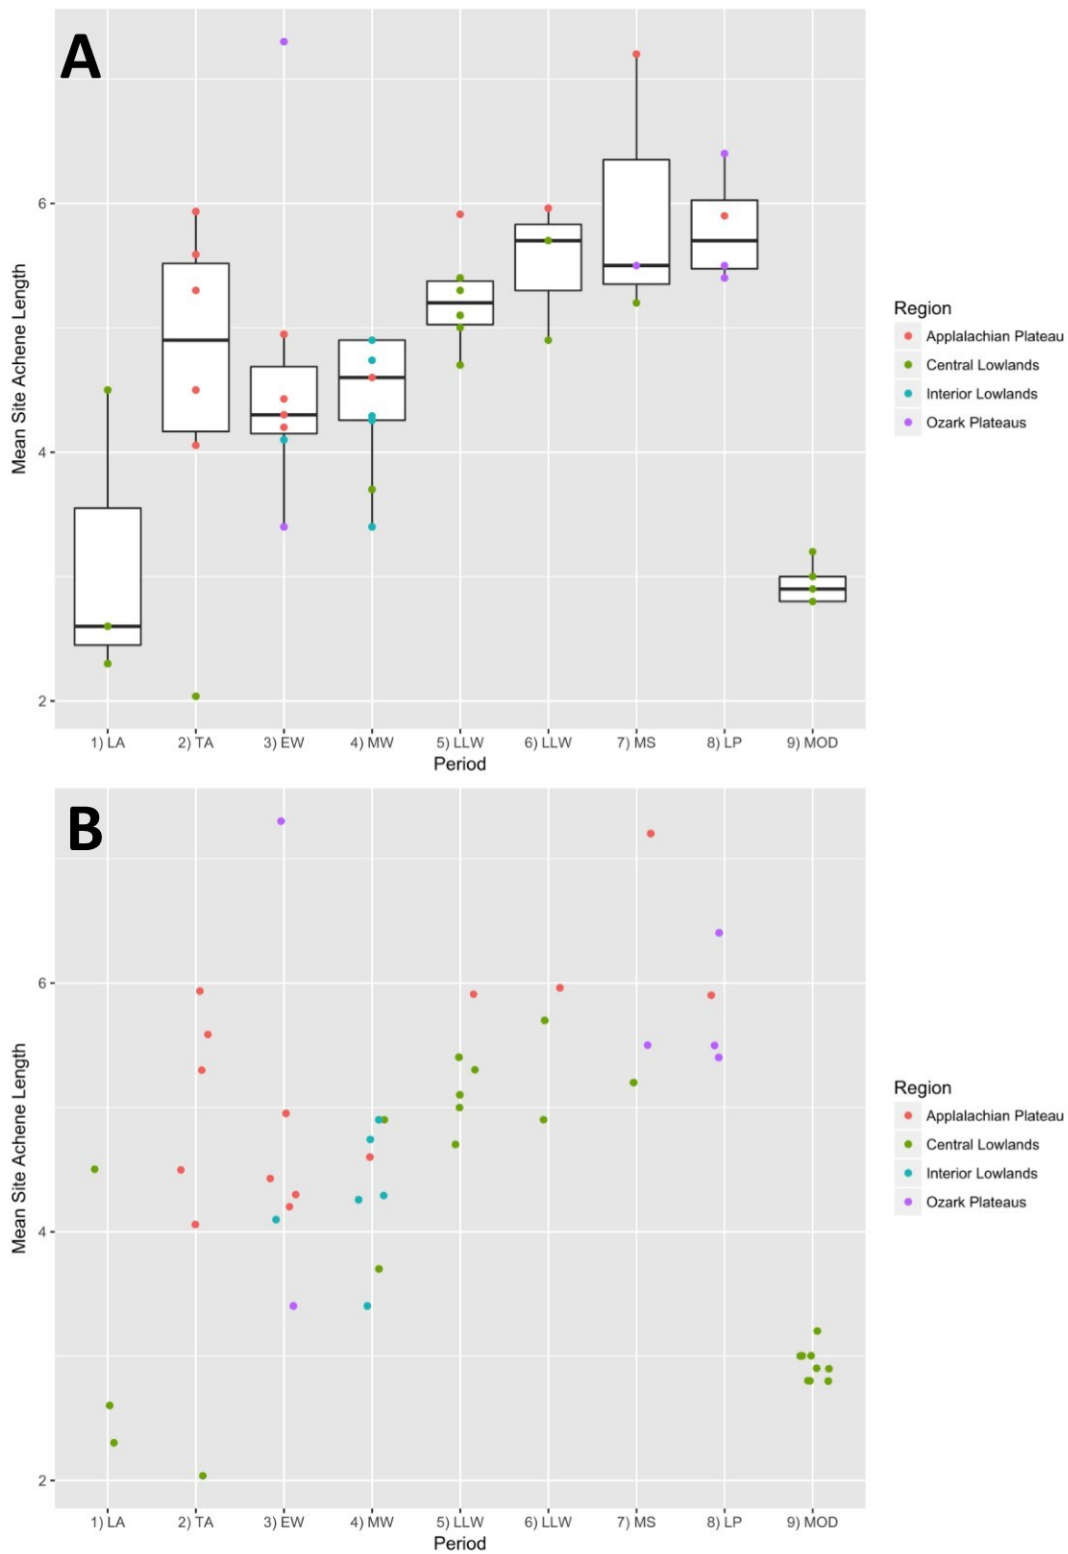 A
Mean Site Achene Length
6
4
2
1) LA 2) TA 3) EW 4) MW 5) LLW 6) LLW 7) MS 8) LP 9) MOD
Period
Region
Applalachian Plateau
Central Lowlands
Interior Lowlands
Ozark Plateaus
B
Mean Site Achene Length
6
4
2
1) LA 2) TA 3) EW 4) MW 5) LLW 6) LLW 7) MS 8) LP 9) MOD
Period
Region
Applalachian Plateau
Central Lowlands
Interior Lowlands
Ozark Plateaus